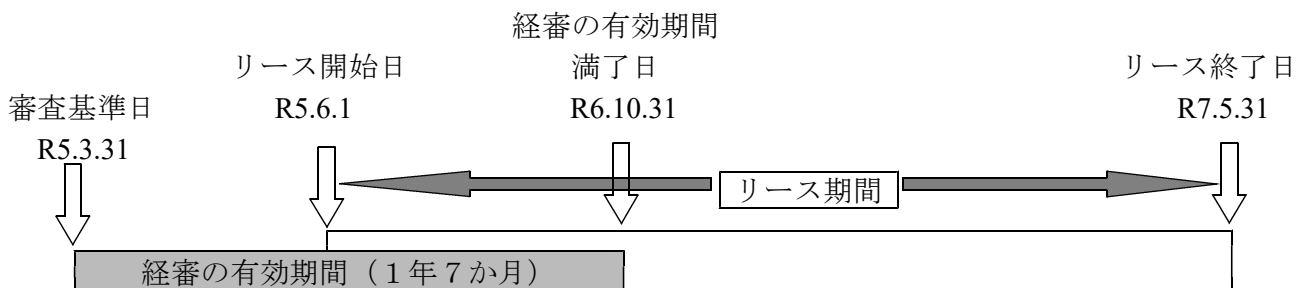 経審の有効期間
リース開始日 満了日 リース終了日
審査基準日 R5.6.1 R6.10.31 R7.5.31
R5.3.31
リース期間
経審の有効期間（１年７か月）